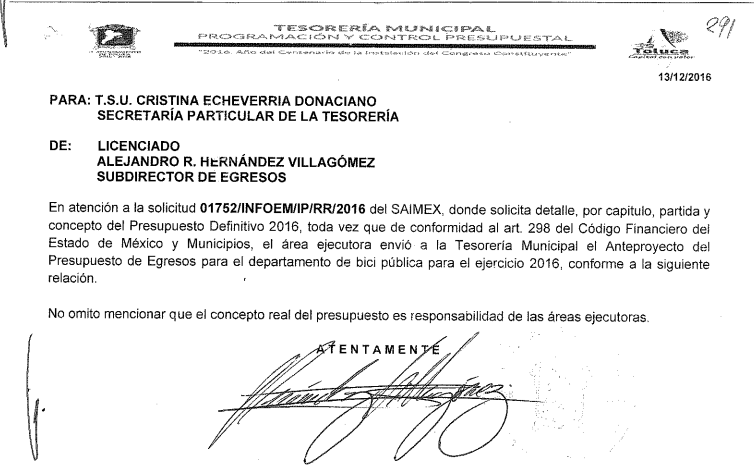 291
TESORERÍA MUNICIPAL
PROGRAMACIÓN Y CONTROL PRESUPUESTAL
"2016. Año del Centenario de la Instalación del Congreso Constituyente"
Toluca
Capital con valor
13/12/2016
PARA: T.S.U. CRISTINA ECHEVERRIA DONACIANO
SECRETARÍA PARTICULAR DE LA TESORERÍA
DE: LICENCIADO
ALEJANDRO R. HERNÁNDEZ VILLAGÓMEZ
SUBDIRECTOR DE EGRESOS
En atención a la solicitud 01752/INFOEM/IP/RR/2016 del SAIMEX, donde solicita detalle, por capitulo, partida y
concepto del Presupuesto Definitivo 2016, toda vez que de conformidad al art. 298 del Código Financiero del
Estado de México y Municipios, el área ejecutora envió a la Tesorería Municipal el Anteproyecto del
Presupuesto de Egresos para el departamento de bici pública para el ejercicio 2016, conforme a la siguiente
relación.
No omito mencionar que el concepto real del presupuesto es responsabilidad de las áreas ejecutoras.
ATENTAMENTE